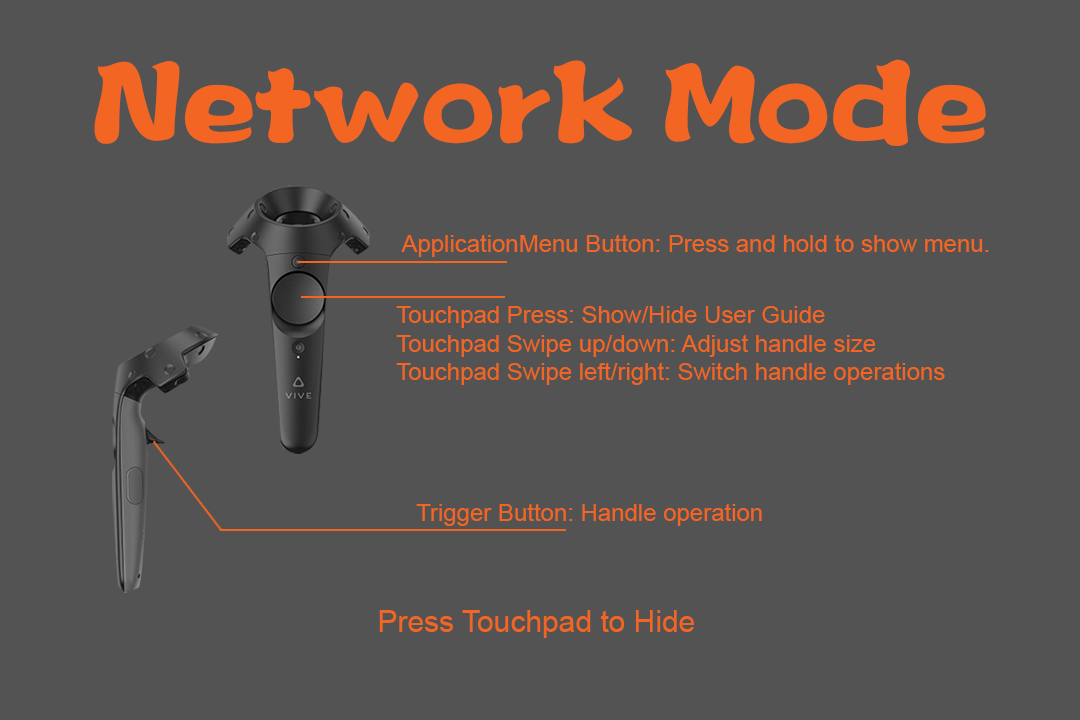 Network Mode
ApplicationMenu Button: Press and hold to show menu.
Touchpad Press: Show/Hide User Guide
Touchpad Swipe up/down: Adjust handle size
Touchpad Swipe left/right: Switch handle operations
VIVE
Trigger Button: Handle operation
Press Touchpad to Hide